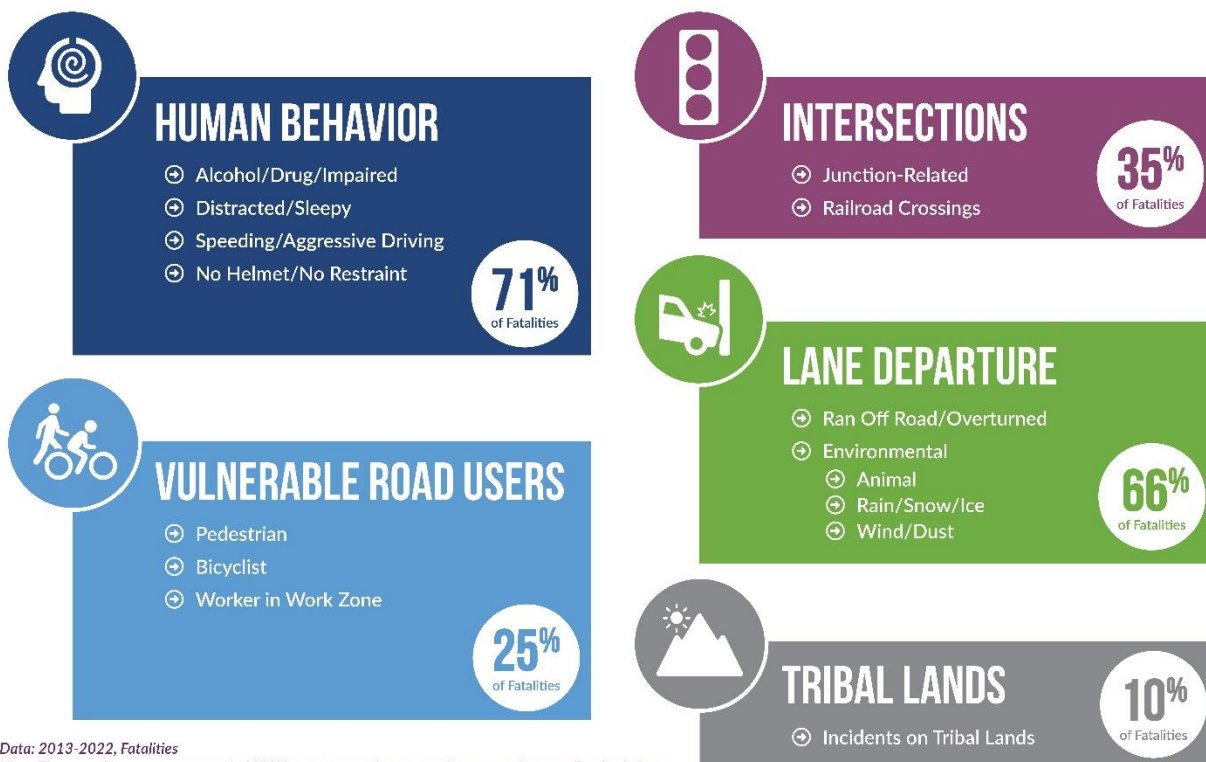 HUMAN BEHAVIOR
Alcohol/Drug/Impaired
Distracted/Sleepy
Speeding/Aggressive Driving
No Helmet/No Restraint
71%
of Fatalities
VULNERABLE ROAD USERS
Pedestrian
Bicyclist
Worker in Work Zone
25%
of Fatalities
Data: 2013-2022, Fatalities
INTERSECTIONS
Junction-Related
Railroad Crossings
35%
of Fatalities
LANE DEPARTURE
Ran Off Road/Overturned
Environmental
Animal
Rain/Snow/Ice
Wind/Dust
66%
of Fatalities
TRIBAL LANDS
Incidents on Tribal Lands
10%
of Fatalities